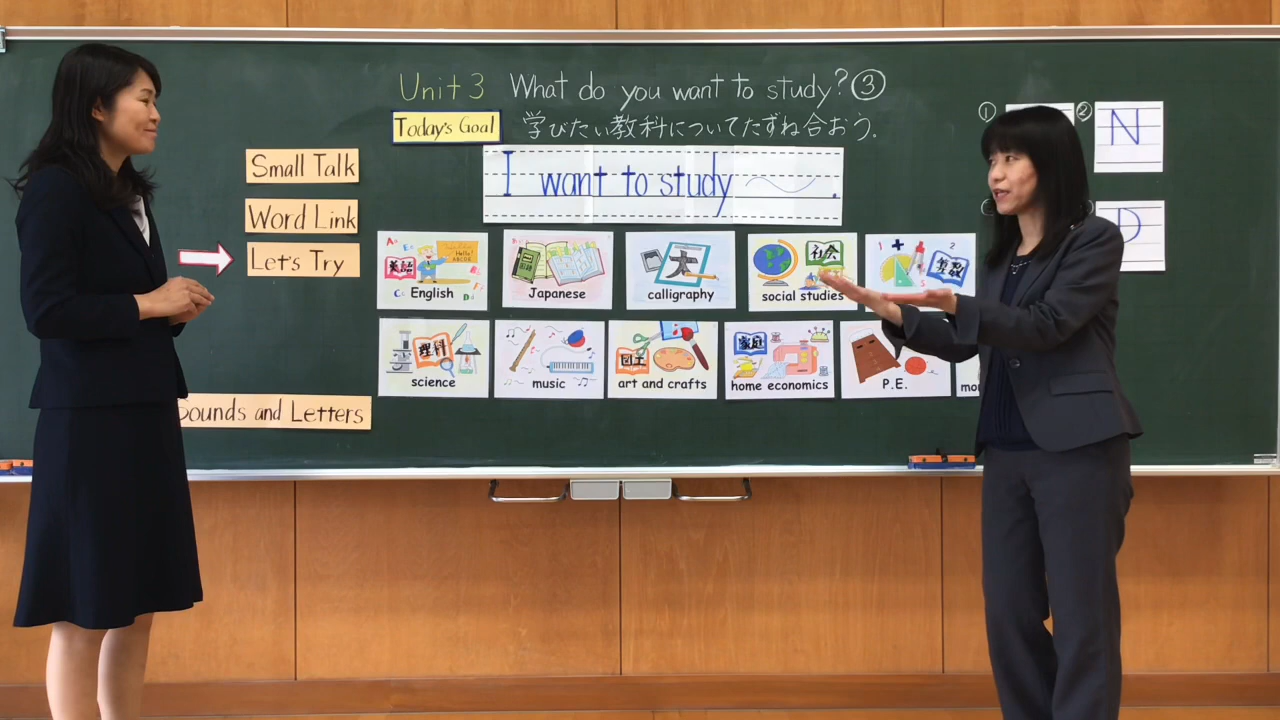 Unit 3 What do you want to study? ③
Today's Goal 学びたい教科についてたずね合おう.
① ②
N
D
Small Talk
Word Link
Let's Try
Sounds and Letters
I want to study 〜.
英語
Hello!
English
国語
Japanese
大
calligraphy
社会
social studies
算数
理科
science
music
図工
art and crafts
家庭
home economics
P.E.
mor